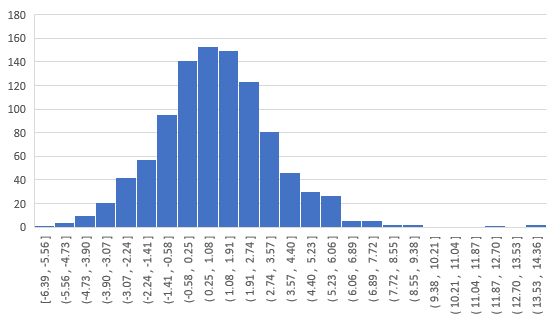 180
160
140
120
100
80
60
40
20
0
[-6.39 , -5.56 ]
(-5.56 , -4.73 ]
(-4.73 , -3.90 ]
(-3.90 , -3.07 ]
(-3.07 , -2.24 ]
(-2.24 , -1.41 ]
(-1.41 , -0.58 ]
(-0.58 , 0.25 ]
( 0.25 , 1.08 ]
( 1.08 , 1.91 ]
( 1.91 , 2.74 ]
( 2.74 , 3.57 ]
( 3.57 , 4.40 ]
( 4.40 , 5.23 ]
( 5.23 , 6.06 ]
( 6.06 , 6.89 ]
( 6.89 , 7.72 ]
( 7.72 , 8.55 ]
( 8.55 , 9.38 ]
( 9.38 , 10.21 ]
( 10.21 , 11.04 ]
( 11.04 , 11.87 ]
( 11.87 , 12.70 ]
( 12.70 , 13.53 ]
( 13.53 , 14.36 ]